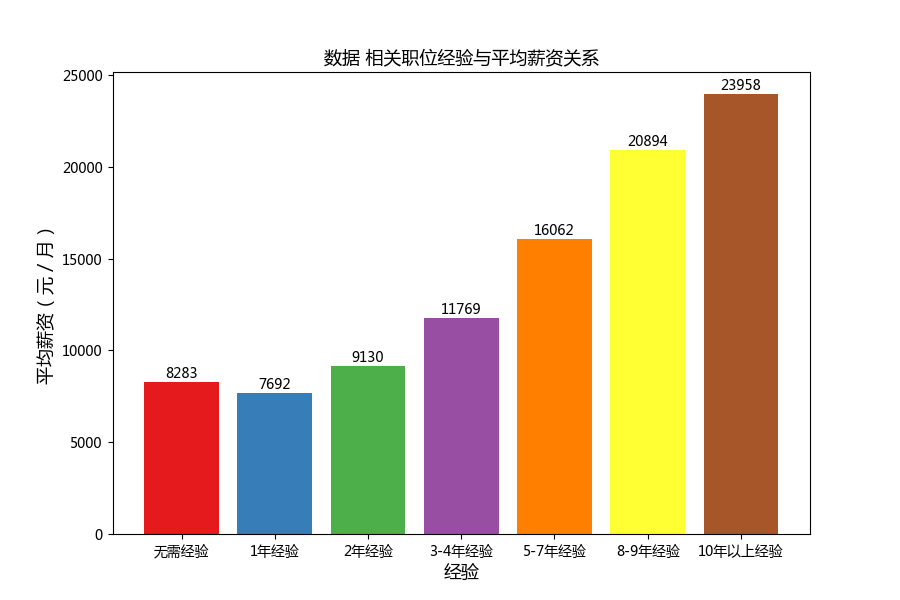 数据 相关职位经验与平均薪资关系
平均薪资(元/月)
25000
20000
15000
10000
5000
0
8283
7692
9130
11769
16062
20894
23958
无需经验
1年经验
2年经验
3-4年经验
5-7年经验
8-9年经验
10年以上经验
经验